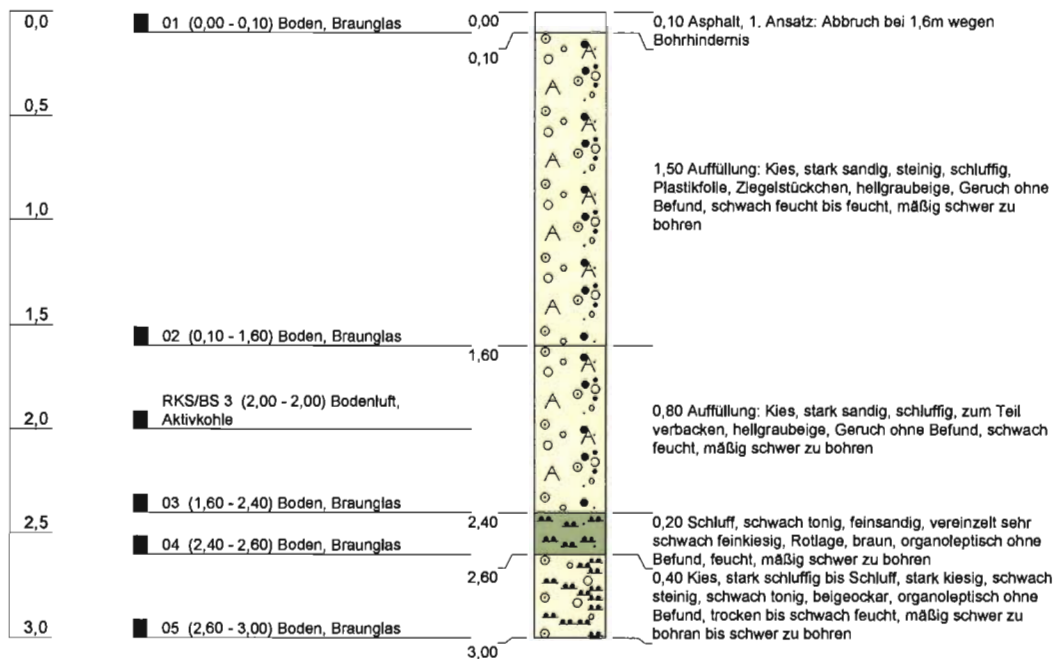 0,0
0,5
1,0
1,5
2,0
2,5
3,0
01 (0,00 - 0,10) Boden, Braunglas
02 (0,10 - 1,60) Boden, Braunglas
RKS/BS 3 (2,00 - 2,00) Bodenluft,
Aktivkohle
03 (1,60 - 2,40) Boden, Braunglas
04 (2,40 - 2,60) Boden, Braunglas
05 (2,60 - 3,00) Boden, Braunglas
0,00
0,10
1,60
2,40
2,60
3,00
A A A A A A A A
A A A A A A
0,10 Asphalt, 1. Ansatz: Abbruch bei 1,6m wegen
Bohrhindernis
1,50 Auffüllung: Kies, stark sandig, steinig, schluffig,
Plastikfolie, Ziegelstückchen, hellgraubeige, Geruch ohne
Befund, schwach feucht bis feucht, mäßig schwer zu
bohren
0,80 Auffüllung: Kies, stark sandig, schluffig, zum Teil
verbacken, hellgraubeige, Geruch ohne Befund, schwach
feucht, mäßig schwer zu bohren
0,20 Schluff, schwach tonig, feinsandig, vereinzelt sehr
schwach feinkiesig, Rotlage, braun, organoleptisch ohne
Befund, feucht, mäßig schwer zu bohren
0,40 Kies, stark schluffig bis Schluff, stark kiesig, schwach
steinig, schwach tonig, beigeockar, organoleptisch ohne
Befund, trocken bis schwach feucht, mäßig schwer zu
bohran bis schwer zu bohren